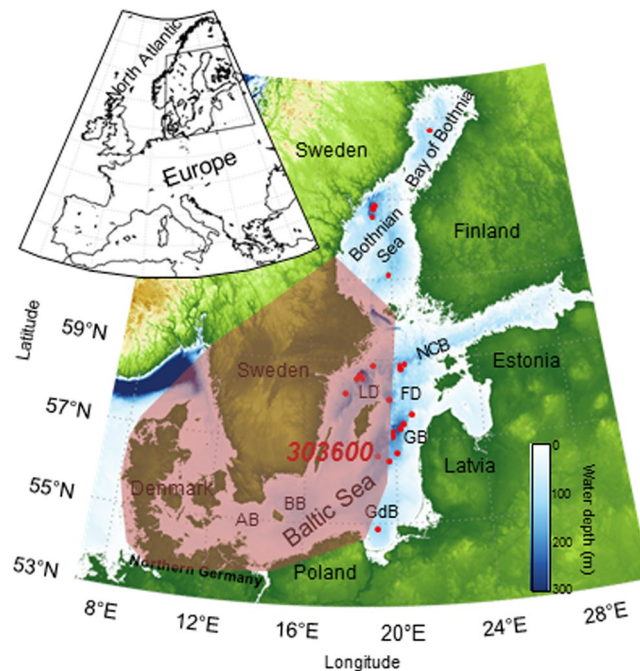 North Atlantic
Europe
Sweden
Bay of Bothnia
Bothnian
Sea
Finland
Latitude
59°N
57°N
55°N
53°N
Sweden
NCB
Estonia
LD
FD
303600
GB
Latvia
Denmark
Baltic Sea
BB
AB
GdB
Northern Germany
Poland
0
100
200
300
Water depth (m)
8°E
12°E
16°E
20°E
24°E
28°E
Longitude